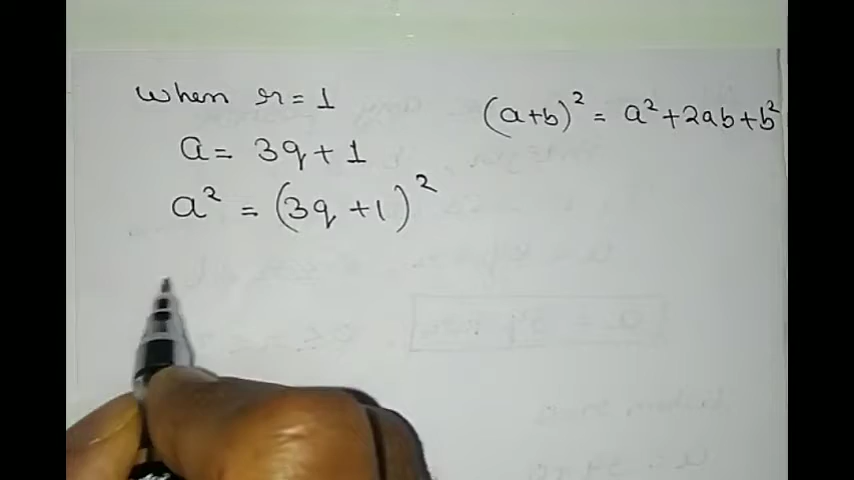 When r = 1
(a+b)² = a² + 2ab + b²
a = 3q + 1
a² = (3q + 1)²